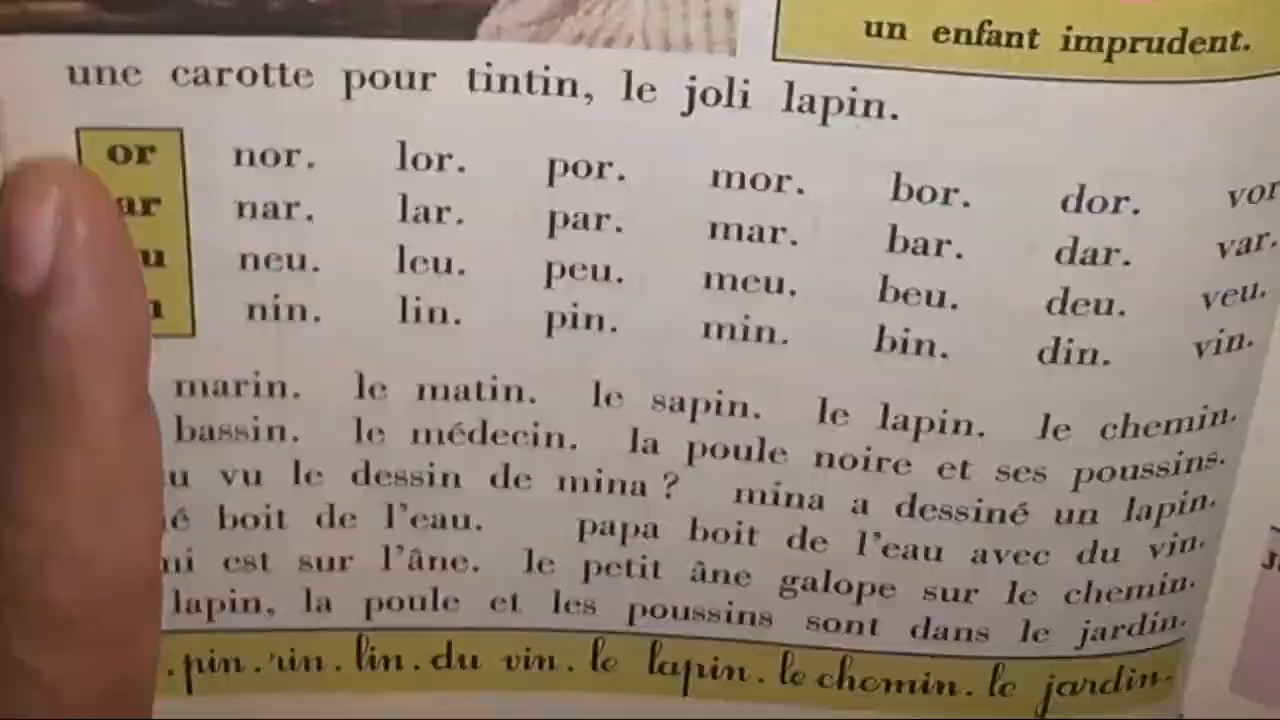 un enfant imprudent.
une carotte pour tintin, le joli lapin.
or nor. lor. por. mor. bor. dor. vor
ar nar. lar. par. mar. bar. dar. var.
u neu. leu. peu. meu. beu. deu. veu.
nin. lin. pin. min. bin. din. vin.
marin. le matin. le sapin. le lapin. le chemin.
bassin. le médecin. la poule noire et ses poussins.
u vu le dessin de mina ? mina a dessiné un lapin.
é boit de l'eau. papa boit de l'eau avec du vin.
ni est sur l'âne. le petit âne galope sur le chemin.
lapin, la poule et les poussins sont dans le jardin.
. pin . rin . lin . du vin . le lapin . le chemin . le jardin.